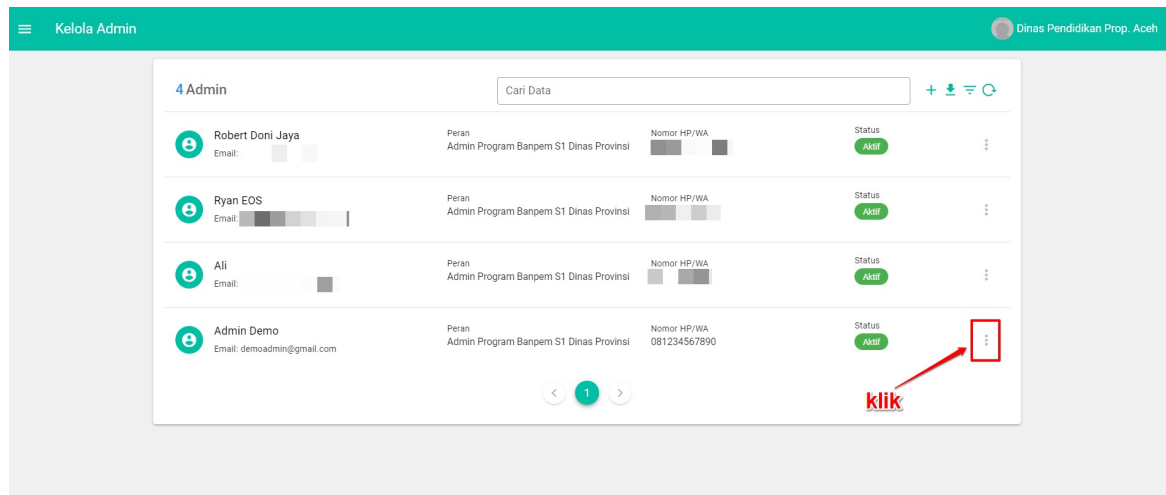 Kelola Admin
Dinas Pendidikan Prop. Aceh
4 Admin
Cari Data
Robert Doni Jaya
Email:
Peran
Admin Program Banpem S1 Dinas Provinsi
Nomor HP/WA
Status
Aktif
Ryan EOS
Email:
Peran
Admin Program Banpem S1 Dinas Provinsi
Nomor HP/WA
Status
Aktif
Ali
Email:
Peran
Admin Program Banpem S1 Dinas Provinsi
Nomor HP/WA
Status
Aktif
Admin Demo
Email: demoadmin@gmail.com
Peran
Admin Program Banpem S1 Dinas Provinsi
Nomor HP/WA
081234567890
Status
Aktif
1
klik